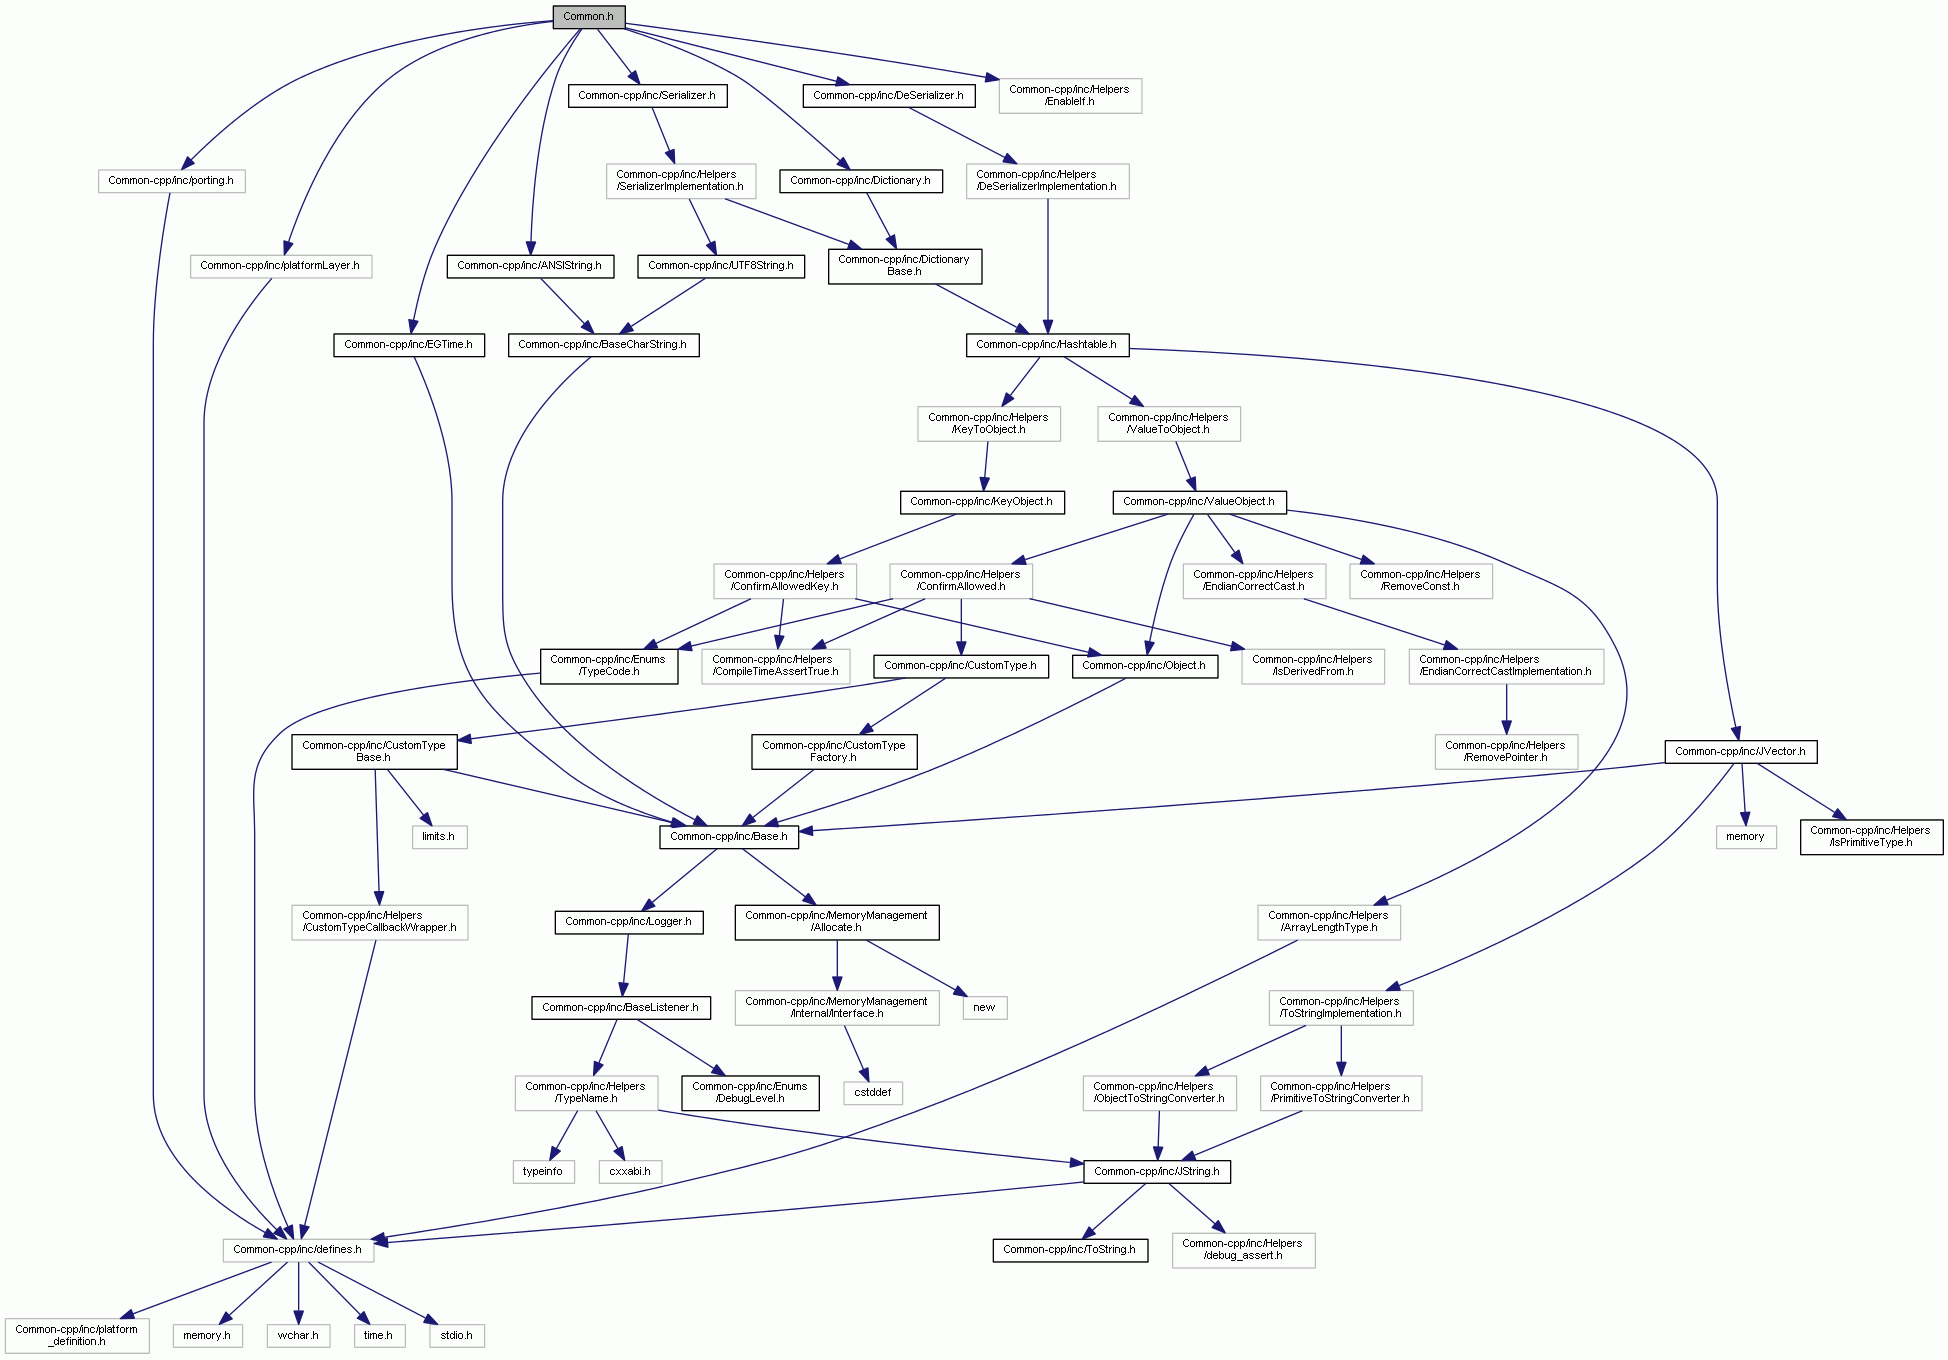 Common.h
Common-cpp/inc/Serializer.h
Common-cpp/inc/DeSerializer.h
Common-cpp/inc/Helpers
/EnableIf.h
Common-cpp/inc/porting.h
Common-cpp/inc/Helpers
/SerializerImplementation.h
Common-cpp/inc/Dictionary.h
Common-cpp/inc/Helpers
/DeSerializerImplementation.h
Common-cpp/inc/platformLayer.h
Common-cpp/inc/ANSIString.h
Common-cpp/inc/UTF8String.h
Common-cpp/inc/Dictionary
Base.h
Common-cpp/inc/EGTime.h
Common-cpp/inc/BaseCharString.h
Common-cpp/inc/Hashtable.h
Common-cpp/inc/Helpers
/KeyToObject.h
Common-cpp/inc/Helpers
/ValueToObject.h
Common-cpp/inc/KeyObject.h
Common-cpp/inc/ValueObject.h
Common-cpp/inc/Helpers
/ConfirmAllowedKey.h
Common-cpp/inc/Helpers
/ConfirmAllowed.h
Common-cpp/inc/Helpers
/EndianCorrectCast.h
Common-cpp/inc/Helpers
/RemoveConst.h
Common-cpp/inc/Enums
/TypeCode.h
Common-cpp/inc/Helpers
/CompileTimeAssertTrue.h
Common-cpp/inc/CustomType.h
Common-cpp/inc/Object.h
Common-cpp/inc/Helpers
/IsDerivedFrom.h
Common-cpp/inc/Helpers
/EndianCorrectCastImplementation.h
Common-cpp/inc/CustomType
Base.h
Common-cpp/inc/CustomType
Factory.h
Common-cpp/inc/Helpers
/RemovePointer.h
Common-cpp/inc/JVector.h
limits.h
Common-cpp/inc/Base.h
memory
Common-cpp/inc/Helpers
/IsPrimitiveType.h
Common-cpp/inc/Helpers
/CustomTypeCallbackWrapper.h
Common-cpp/inc/Logger.h
Common-cpp/inc/MemoryManagement
/Allocate.h
Common-cpp/inc/Helpers
/ArrayLengthType.h
Common-cpp/inc/BaseListener.h
Common-cpp/inc/MemoryManagement
/Internal/Interface.h
new
Common-cpp/inc/Helpers
/ToStringImplementation.h
Common-cpp/inc/Helpers
/TypeName.h
Common-cpp/inc/Enums
/DebugLevel.h
cstddef
Common-cpp/inc/Helpers
/ObjectToStringConverter.h
Common-cpp/inc/Helpers
/PrimitiveToStringConverter.h
typeinfo
cxxabi.h
Common-cpp/inc/JString.h
Common-cpp/inc/defines.h
Common-cpp/inc/ToString.h
Common-cpp/inc/Helpers
/debug_assert.h
Common-cpp/inc/platform
_definition.h
memory.h
wchar.h
time.h
stdio.h